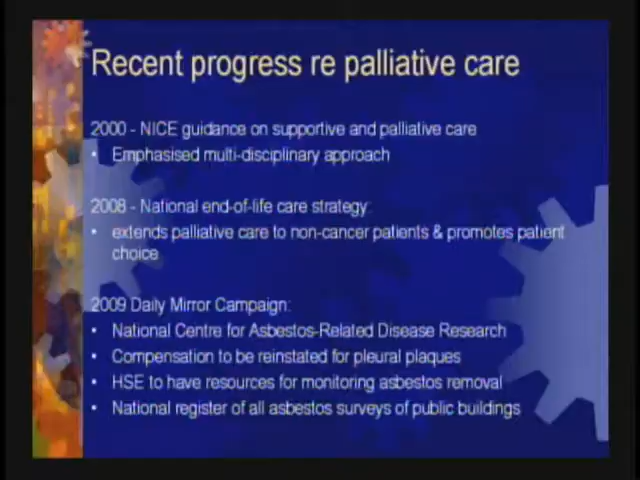 Recent progress re palliative care
2000 - NICE guidance on supportive and palliative care
• Emphasised multi-disciplinary approach
2008 - National end-of-life care strategy:
• extends palliative care to non-cancer patients & promotes patient
choice
2009 Daily Mirror Campaign:
• National Centre for Asbestos-Related Disease Research
• Compensation to be reinstated for pleural plaques
• HSE to have resources for monitoring asbestos removal
• National register of all asbestos surveys of public buildings